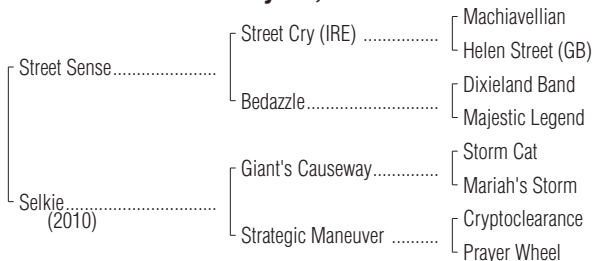 Machiavellian
Street Cry (IRE) ................
Helen Street (GB)
Street Sense......................
Dixieland Band
Bedazzle............................
Majestic Legend
Storm Cat
Giant's Causeway..............
Mariah's Storm
Selkie................................
(2010)
Cryptoclearance
Strategic Maneuver ..........
Prayer Wheel